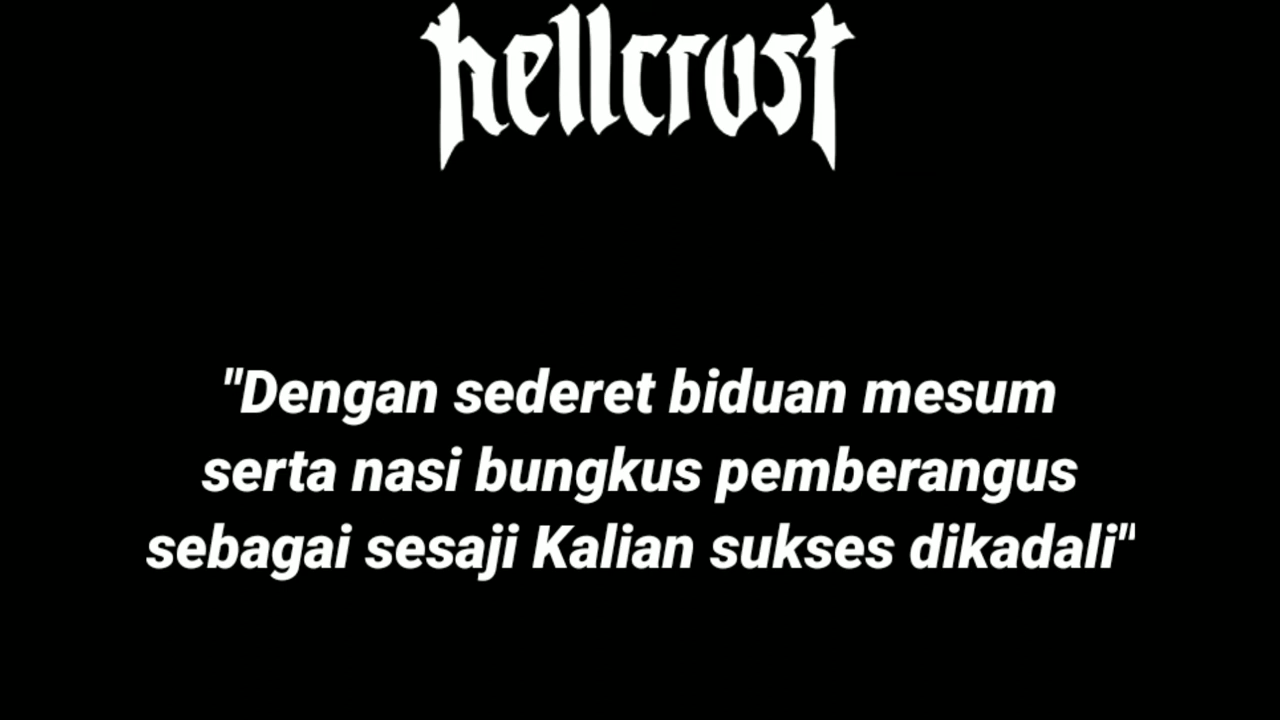 hellcrust
"Dengan sederet biduan mesum
serta nasi bungkus pemberangus
sebagai sesaji Kalian sukses dikadali"